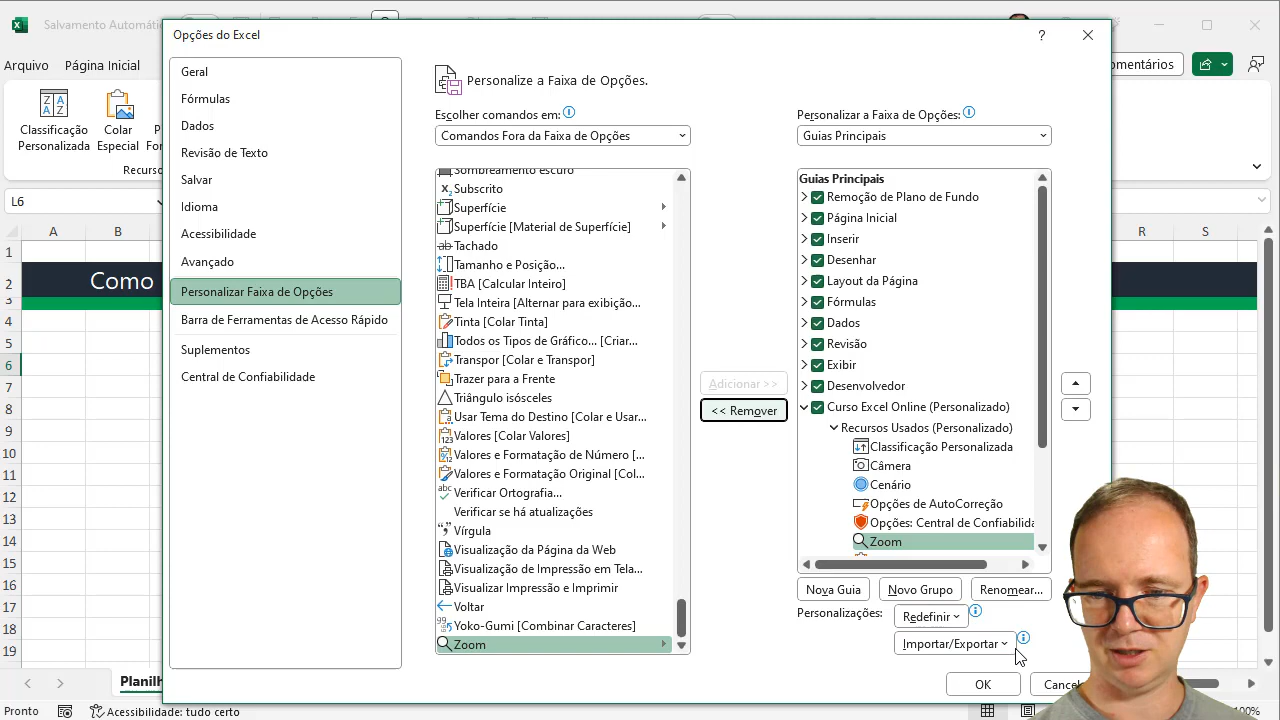 Salvamento Automátic
Opções do Excel
?
Arquivo
Página Inicial
omentários
Classificação
Personalizada
Colar
Especial
Recurso
L6
Geral
Fórmulas
Dados
Revisão de Texto
Salvar
Idioma
Acessibilidade
Avançado
Personalizar Faixa de Opções
Barra de Ferramentas de Acesso Rápido
Suplementos
Central de Confiabilidade
Personalize a Faixa de Opções.
Escolher comandos em:
Comandos Fora da Faixa de Opções
Sombreamento escuro
Subscrito
Superfície
Superfície [Material de Superfície]
Tachado
Tamanho e Posição...
TBA [Calcular Inteiro]
Tela Inteira [Alternar para exibição...
Tinta [Colar Tinta]
Todos os Tipos de Gráfico... [Criar...
Transpor [Colar e Transpor]
Trazer para a Frente
Triângulo isósceles
Usar Tema do Destino [Colar e Usar...
Valores [Colar Valores]
Valores e Formatação de Número [...
Valores e Formatação Original [Col...
Verificar Ortografia...
Verificar se há atualizações
Vírgula
Visualização da Página da Web
Visualização de Impressão em Tela...
Visualizar Impressão e Imprimir
Voltar
Yoko-Gumi [Combinar Caracteres]
Zoom
Adicionar >>
<< Remover
Personalizar a Faixa de Opções:
Guias Principais
Guias Principais
Remoção de Plano de Fundo
Página Inicial
Inserir
Desenhar
Layout da Página
Fórmulas
Dados
Revisão
Exibir
Desenvolvedor
Curso Excel Online (Personalizado)
Recursos Usados (Personalizado)
Classificação Personalizada
Câmera
Cenário
Opções de AutoCorreção
Opções: Central de Confiabilida
Zoom
Nova Guia
Novo Grupo
Renomear...
Personalizações:
Redefinir
Importar/Exportar
OK
Cancel
A
B
R
S
1
2
3
4
5
6
7
8
9
10
11
12
13
14
15
16
17
18
19
Como
Planilh
Pronto
Acessibilidade: tudo certo
100%